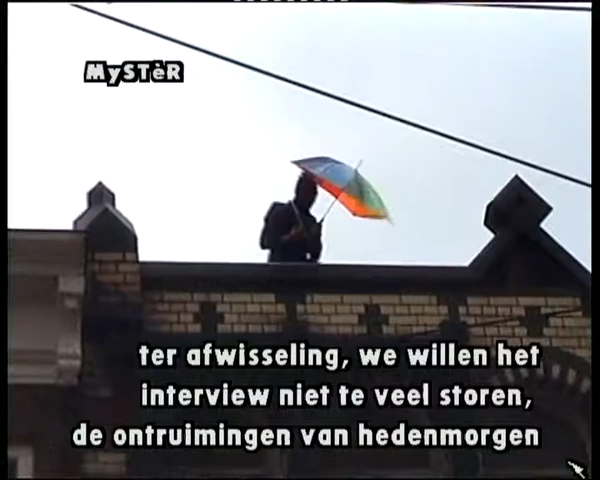 MySTèR
ter afwisseling, we willen het
interview niet te veel storen,
de ontruimingen van hedenmorgen